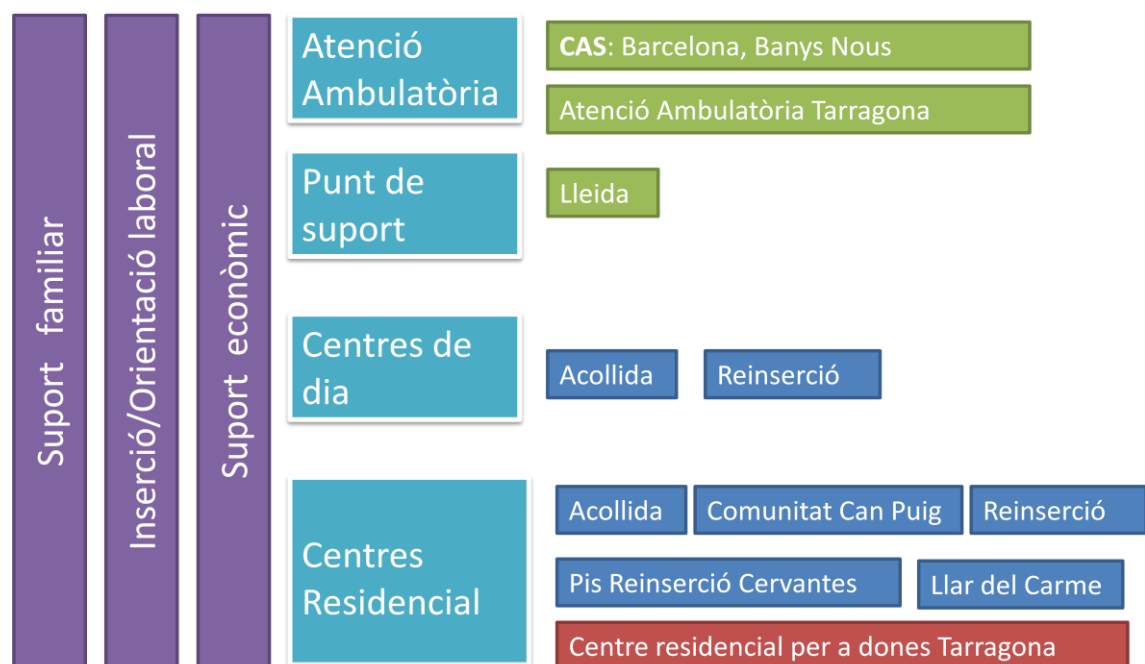 Suport familiar
Inserció/Orientació laboral
Suport econòmic
Atenció
Ambulatòria
CAS: Barcelona, Banys Nous
Atenció Ambulatòria Tarragona
Punt de
suport
Lleida
Centres de
dia
Acollida
Reinserció
Centres
Residencial
Acollida
Comunitat Can Puig
Reinserció
Pis Reinserció Cervantes
Llar del Carme
Centre residencial per a dones Tarragona